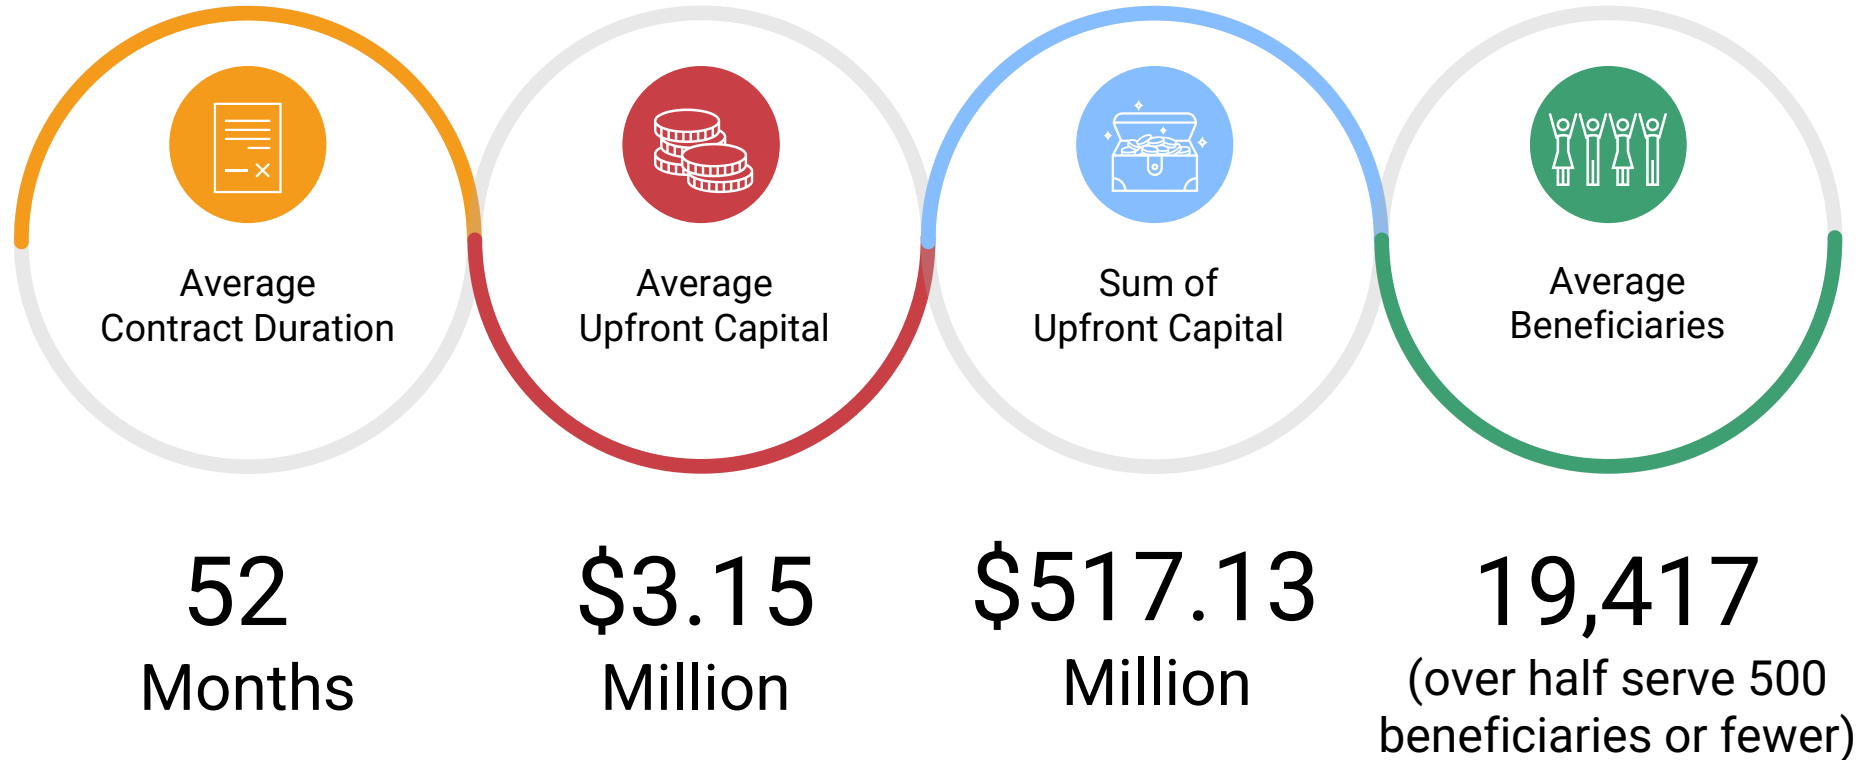 Average
Contract Duration
52
Months
Average
Upfront Capital
$3.15
Million
Sum of
Upfront Capital
$517.13
Million
Average
Beneficiaries
19,417
(over half serve 500
beneficiaries or fewer)